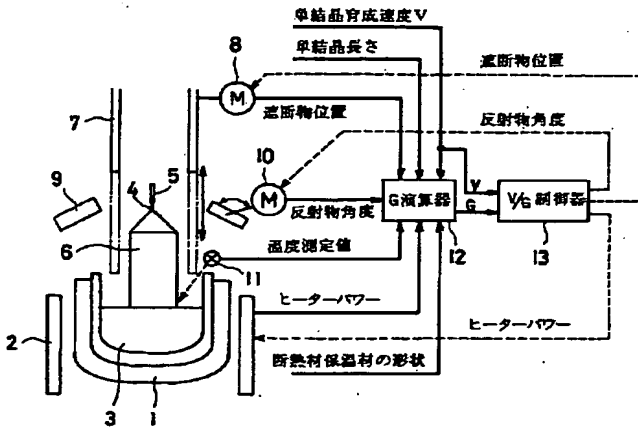 単結晶育成速度V
単結晶長さ
遮断物位置
8
M
遮断物位置
7
反射物角度
10
M
9
5
4
反射物角度
G演算器
V
G
V/G制御器
12
13
6
温度測定値
11
ヒーターパワー
ヒーターパワー
2
断熱材保温材の形状
3
1